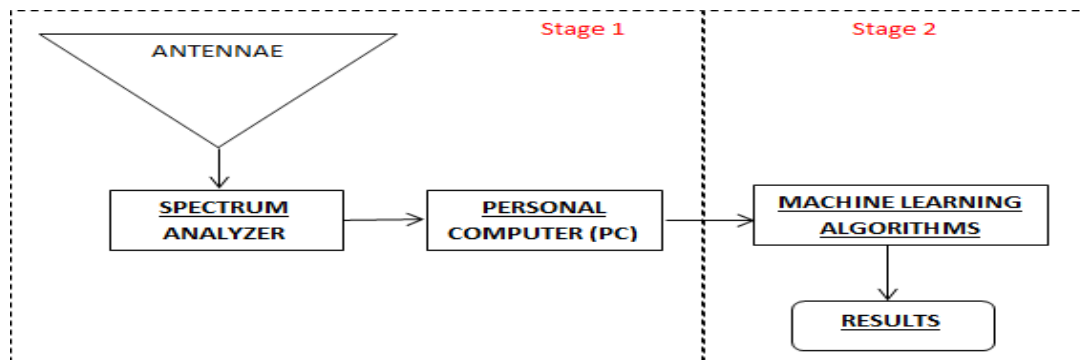 Stage 1
Stage 2
ANTENNAE
SPECTRUM
ANALYZER
PERSONAL
COMPUTER (PC)
MACHINE LEARNING
ALGORITHMS
RESULTS